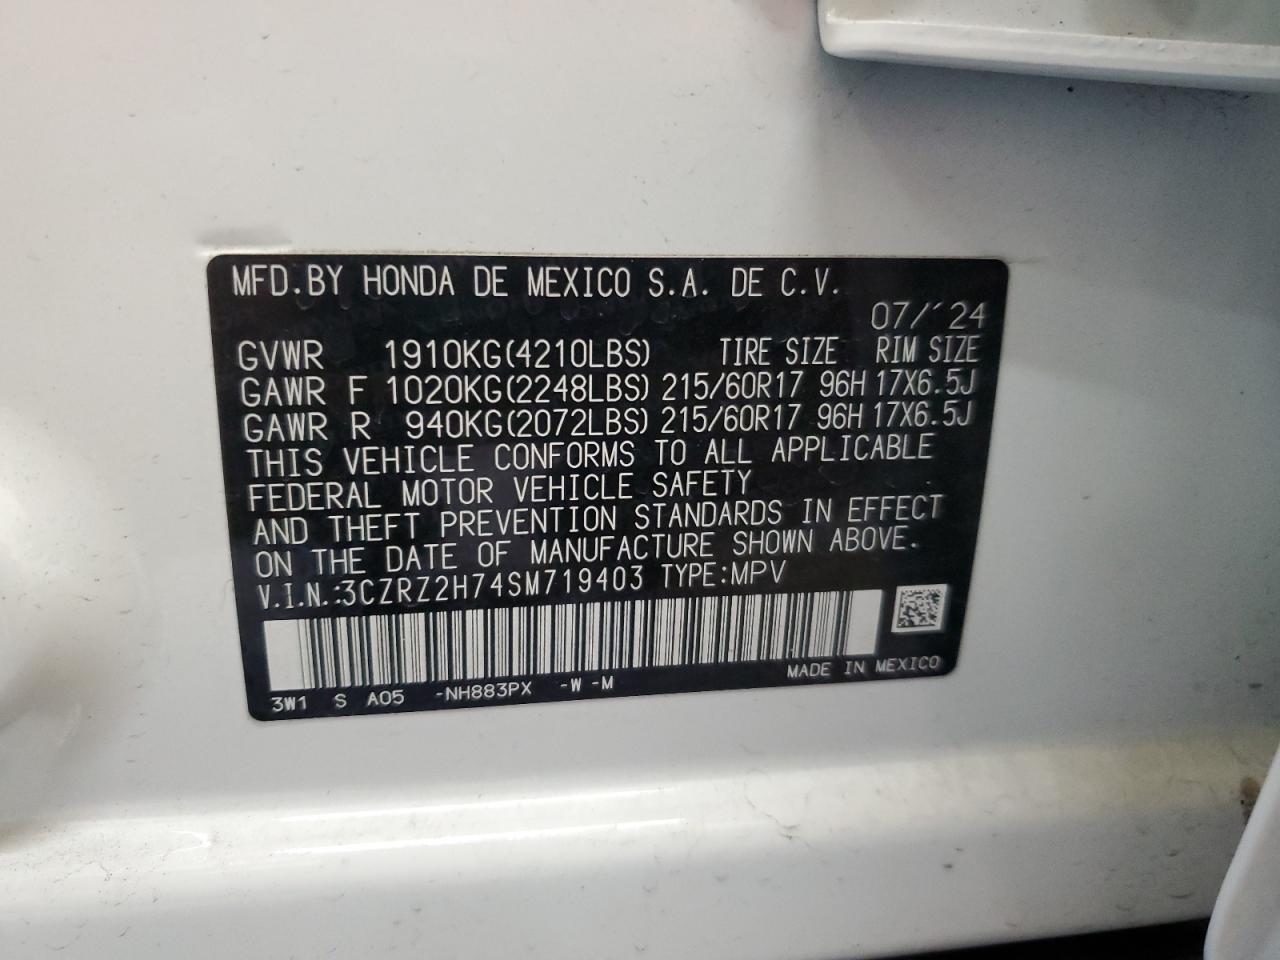 MFD.BY HONDA DE MEXICO S.A. DE C.V.
07/´24
GVWR 1910KG(4210LBS) TIRE SIZE RIM SIZE
GAWR F 1020KG(2248LBS) 215/60R17 96H 17X6.5J
GAWR R 940KG(2072LBS) 215/60R17 96H 17X6.5J
THIS VEHICLE CONFORMS TO ALL APPLICABLE
FEDERAL MOTOR VEHICLE SAFETY
AND THEFT PREVENTION STANDARDS IN EFFECT
ON THE DATE OF MANUFACTURE SHOWN ABOVE.
V.I.N.:3CZRZ2H74SM719403 TYPE:MPV
MADE IN MEXICO
3W1 S A05 -NH883PX -W -M